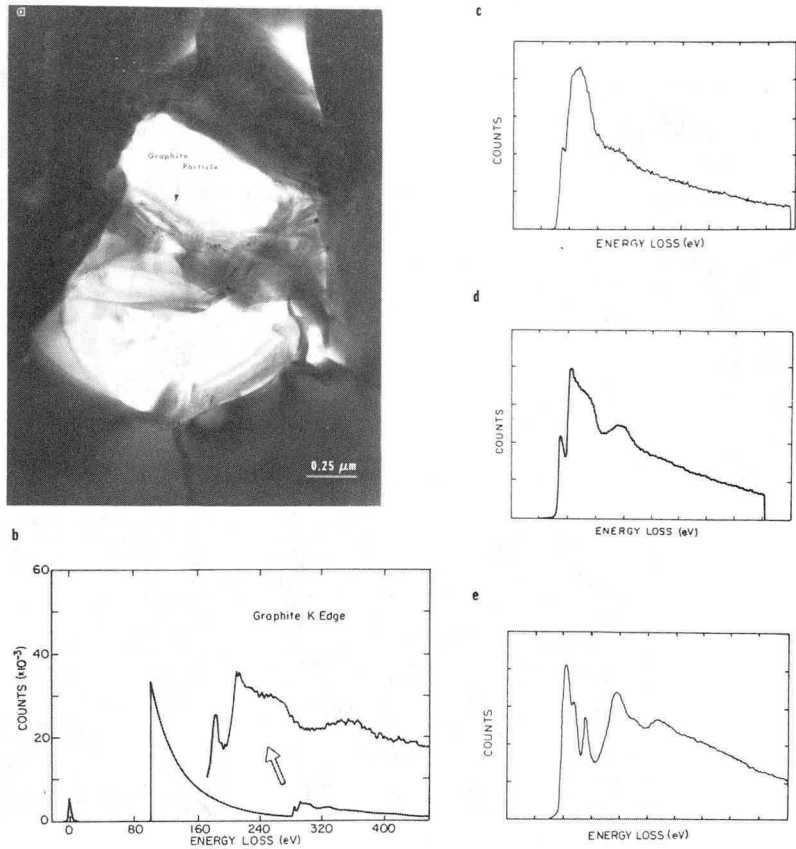 a
Graphite
Particle
0.25 μm
b
60
40
20
0
COUNTS (x10⁻³)
Graphite K Edge
0
80
160
240
320
400
ENERGY LOSS (eV)
c
COUNTS
ENERGY LOSS (eV)
d
COUNTS
ENERGY LOSS (eV)
e
COUNTS
ENERGY LOSS (eV)